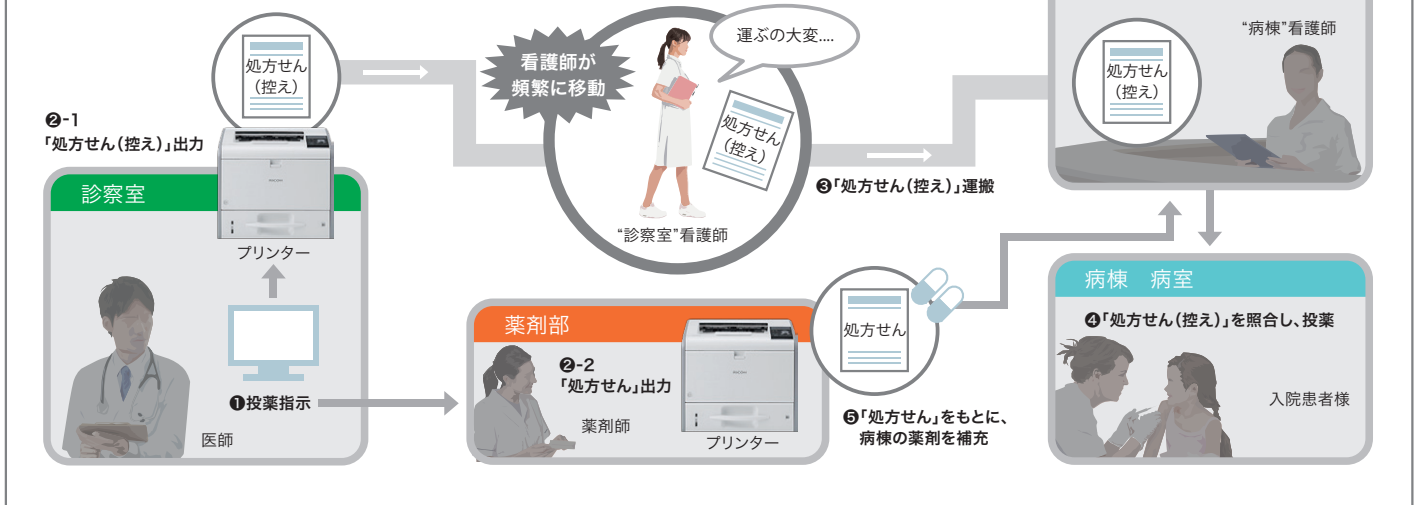 処方せん
(控え)
看護師が
頻繁に移動
運ぶの大変....
処方せん
(控え)
“診察室”看護師
“病棟”看護師
処方せん
(控え)
❷-1
「処方せん(控え)」出力
❸「処方せん(控え)」運搬
診察室
プリンター
❶投薬指示
医師
薬剤部
❷-2
「処方せん」出力
薬剤師
プリンター
処方せん
❺「処方せん」をもとに、
病棟の薬剤を補充
病棟 病室
❹「処方せん(控え)」を照合し、投薬
入院患者様